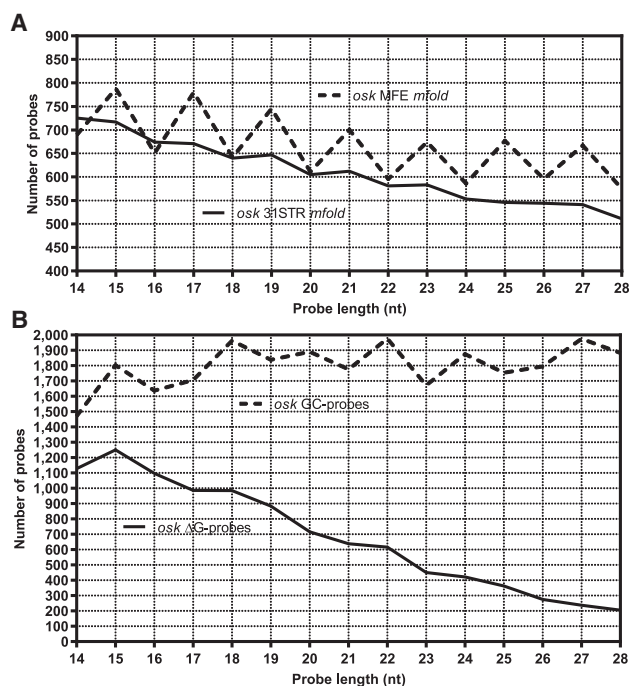 A
900
850
800
750
700
650
600
550
500
450
400
Number of probes
osk MFE mfold
osk 31STR mfold
14 15 16 17 18 19 20 21 22 23 24 25 26 27 28
Probe length (nt)
B
2,000
1,900
1,800
1,700
1,600
1,500
1,400
1,300
1,200
1,100
1,000
900
800
700
600
500
400
300
200
100
0
Number of probes
osk GC-probes
osk ΔG-probes
14 15 16 17 18 19 20 21 22 23 24 25 26 27 28
Probe length (nt)